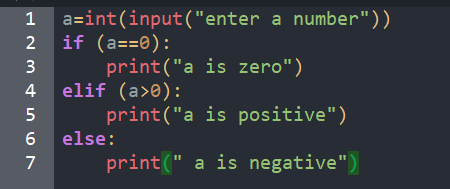 1 a=int(input("enter a number"))
2 if (a==0):
3     print("a is zero")
4 elif (a>0):
5     print("a is positive")
6 else:
7     print(" a is negative")